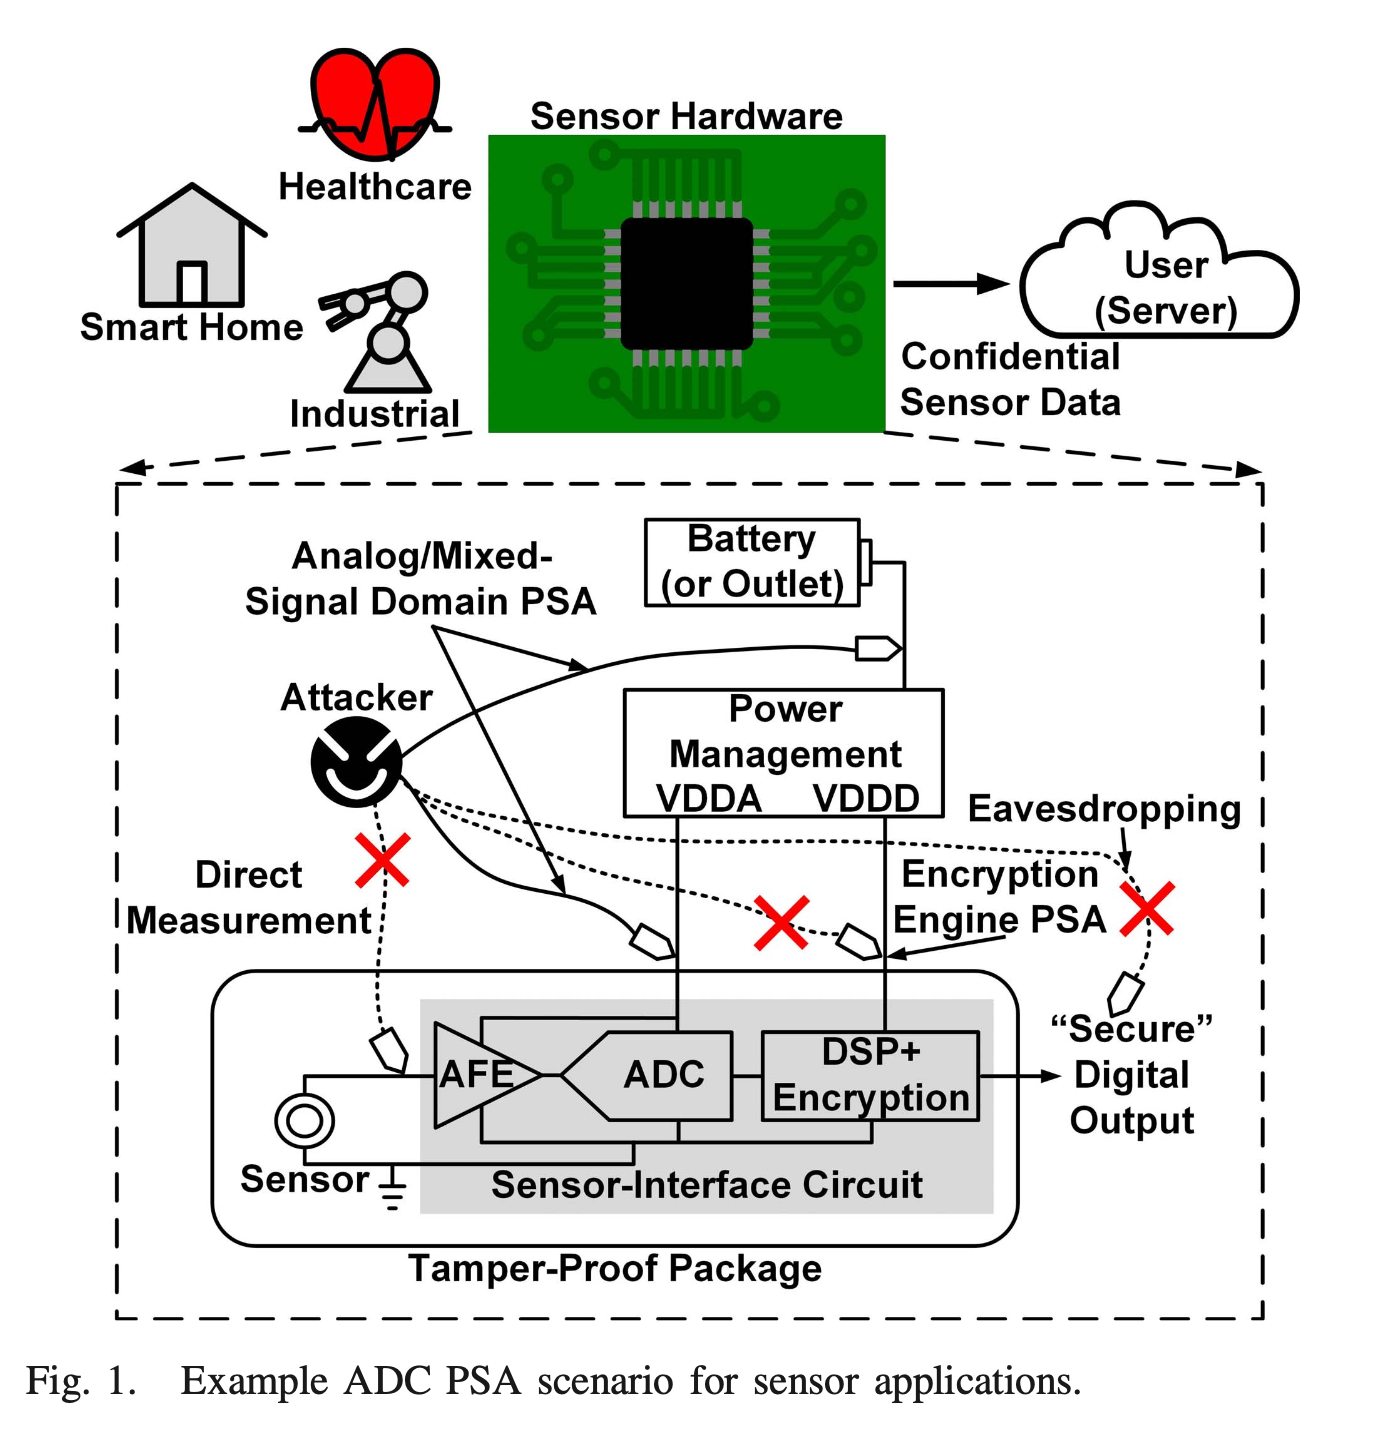 Sensor Hardware
Healthcare
Smart Home
Industrial
User
(Server)
Confidential
Sensor Data
Battery
(or Outlet)
Analog/Mixed-
Signal Domain PSA
Attacker
Power
Management
VDDA VDDD
Eavesdropping
Direct
Measurement
Encryption
Engine PSA
AFE
ADC
DSP+
Encryption
“Secure”
Digital
Output
Sensor
Sensor-Interface Circuit
Tamper-Proof Package
Fig. 1. Example ADC PSA scenario for sensor applications.